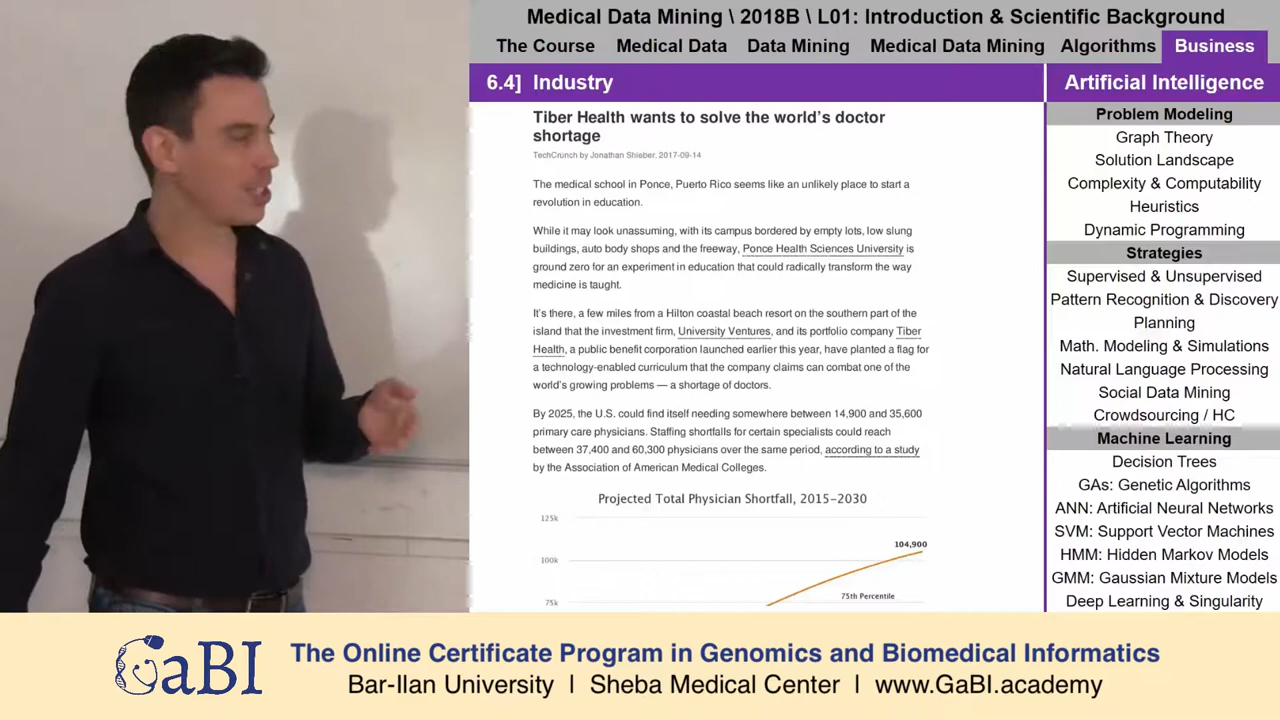 Medical Data Mining \ 2018B \ L01: Introduction & Scientific Background
The Course Medical Data Data Mining Medical Data Mining Algorithms Business
6.4] Industry
Tiber Health wants to solve the world's doctor
shortage
TechCrunch by Jonathan Shieber, 2017-09-14
The medical school in Ponce, Puerto Rico seems like an unlikely place to start a
revolution in education.
While it may look unassuming, with its campus bordered by empty lots, low slung
buildings, auto body shops and the freeway, Ponce Health Sciences University is
ground zero for an experiment in education that could radically transform the way
medicine is taught.
It's there, a few miles from a Hilton coastal beach resort on the southern part of the
island that the investment firm, University Ventures, and its portfolio company Tiber
Health, a public benefit corporation launched earlier this year, have planted a flag for
a technology-enabled curriculum that the company claims can combat one of the
world's growing problems — a shortage of doctors.
By 2025, the U.S. could find itself needing somewhere between 14,900 and 35,600
primary care physicians. Staffing shortfalls for certain specialists could reach
between 37,400 and 60,300 physicians over the same period, according to a study
by the Association of American Medical Colleges.
Projected Total Physician Shortfall, 2015–2030
125k
104,900
100k
75th Percentile
75k
Artificial Intelligence
Problem Modeling
Graph Theory
Solution Landscape
Complexity & Computability
Heuristics
Dynamic Programming
Strategies
Supervised & Unsupervised
Pattern Recognition & Discovery
Planning
Math. Modeling & Simulations
Natural Language Processing
Social Data Mining
Crowdsourcing / HC
Machine Learning
Decision Trees
GAs: Genetic Algorithms
ANN: Artificial Neural Networks
SVM: Support Vector Machines
HMM: Hidden Markov Models
GMM: Gaussian Mixture Models
Deep Learning & Singularity
GaBI
The Online Certificate Program in Genomics and Biomedical Informatics
Bar-Ilan University | Sheba Medical Center | www.GaBI.academy